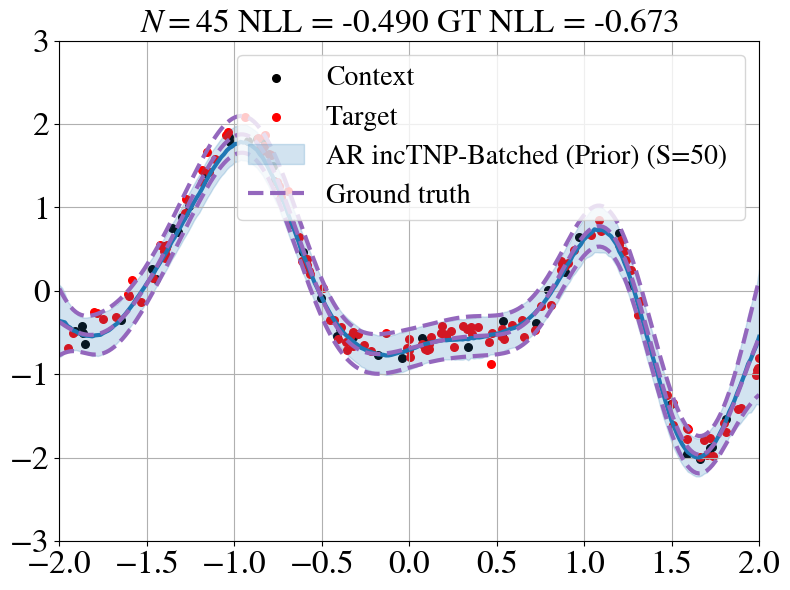 N = 45 NLL = -0.490 GT NLL = -0.673
3
2
1
0
−1
−2
−3
Context
Target
AR incTNP-Batched (Prior) (S=50)
Ground truth
−2.0 −1.5 −1.0 −0.5 0.0 0.5 1.0 1.5 2.0